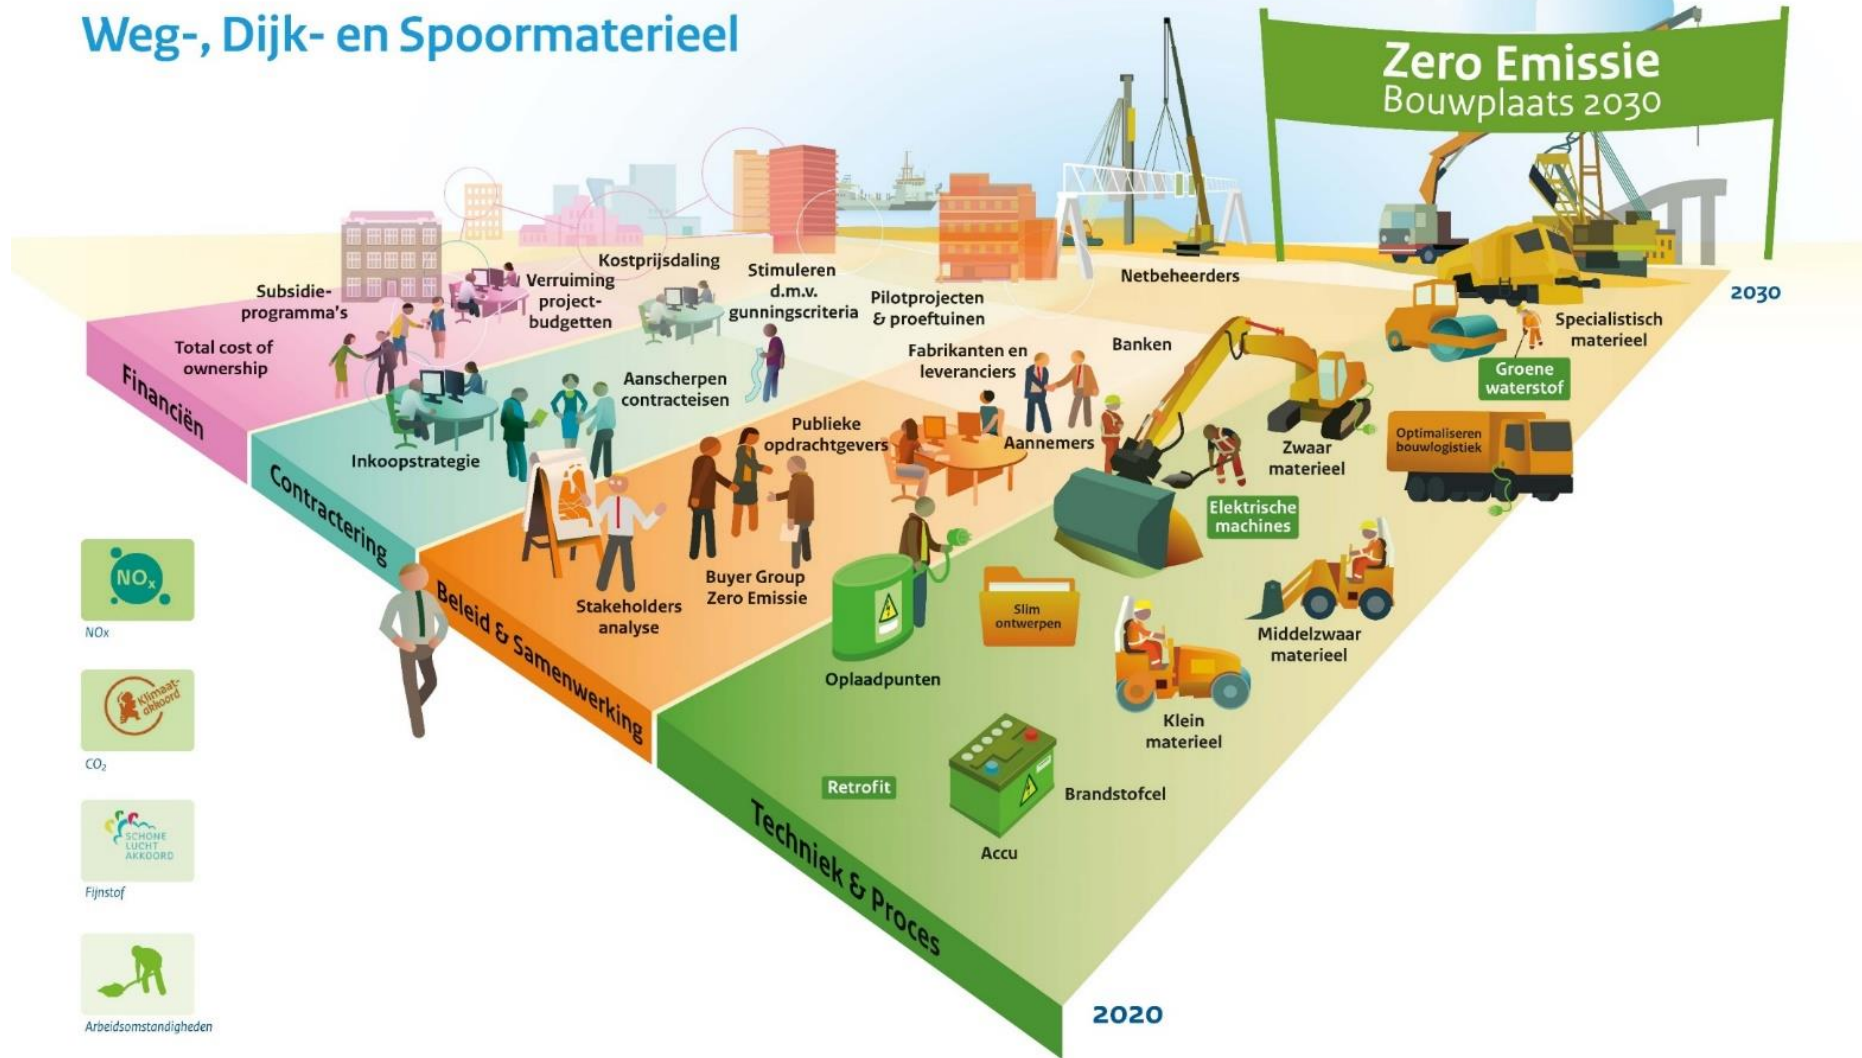 Weg-, Dijk- en Spoormaterieel
Zero Emissie
Bouwplaats 2030
2030
Financiën
Subsidie-
programma's
Total cost of
ownership
Verruiming
project-
budgetten
Kostprijsdaling
Contractering
Inkoopstrategie
Aanscherpen
contracteisen
Stimuleren
d.m.v.
gunningscriteria
Beleid & Samenwerking
Stakeholders
analyse
Buyer Group
Zero Emissie
Publieke
opdrachtgevers
Pilotprojecten
& proeftuinen
Fabrikanten en
leveranciers
Aannemers
Banken
Netbeheerders
Techniek & Proces
Retrofit
Accu
Brandstofcel
Oplaadpunten
Slim
ontwerpen
Klein
materieel
Middelzwaar
materieel
Elektrische
machines
Zwaar
materieel
Optimaliseren
bouwlogistiek
Groene
waterstof
Specialistisch
materieel
2020
NOx
NOx
Klimaat-
akkoord
CO₂
SCHONE
LUCHT
AKKOORD
Fijnstof
Arbeidsomstandigheden